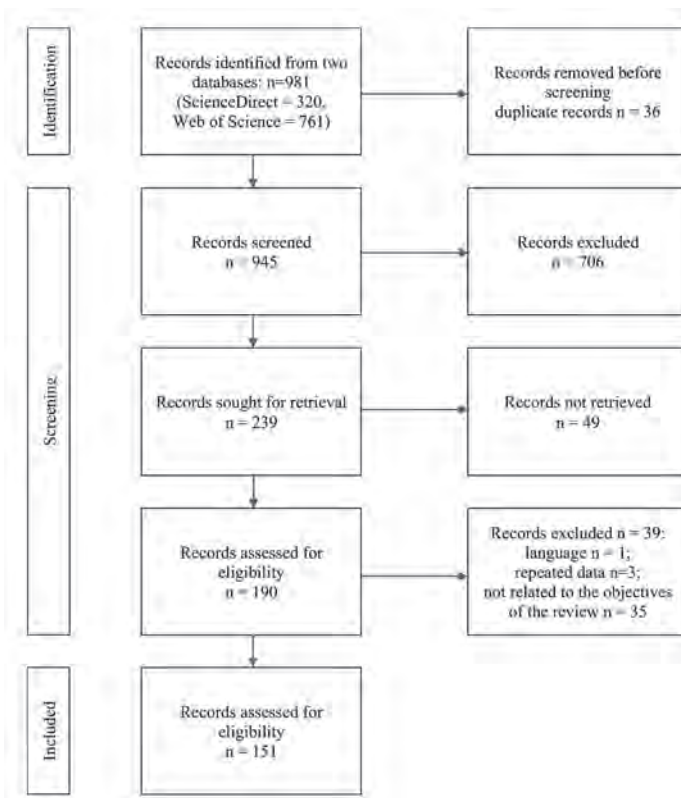 Identification
Records identified from two
databases: n=981
(ScienceDirect = 320,
Web of Science = 761)
Records removed before
screening
duplicate records n = 36
Screening
Records screened
n = 945
Records excluded
n = 706
Records sought for retrieval
n = 239
Records not retrieved
n = 49
Records assessed for
eligibility
n = 190
Records excluded n = 39:
language n = 1;
repeated data n=3;
not related to the objectives
of the review n = 35
Included
Records assessed for
eligibility
n = 151